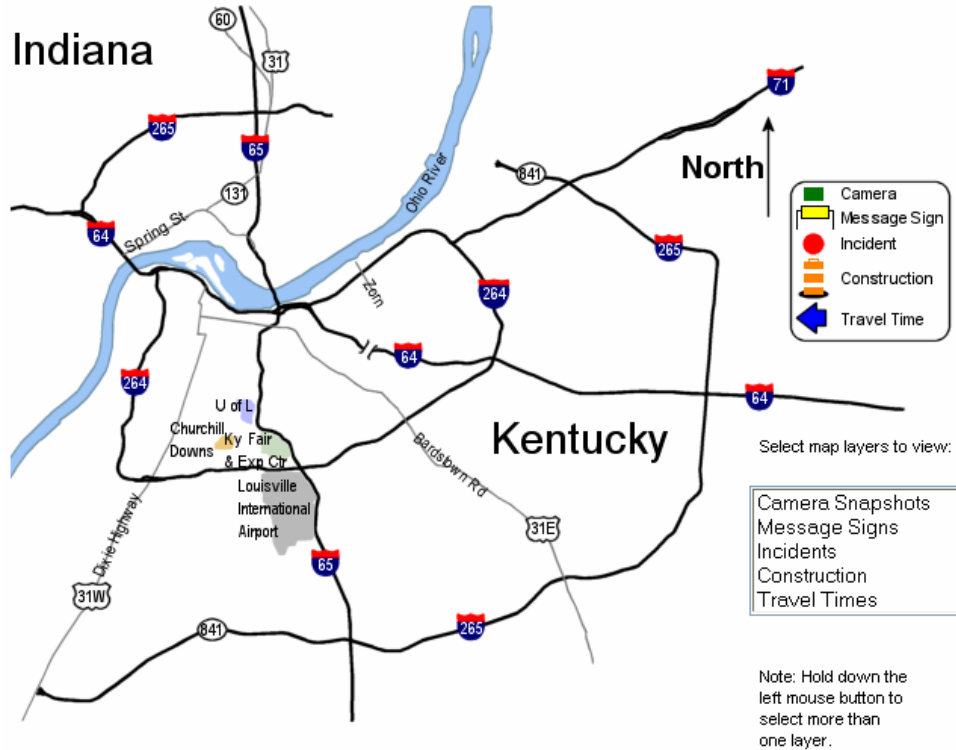 Indiana
60
31
71
265
65
North
841
Camera
Message Sign
Incident
Construction
Travel Time
131
Ohio River
Spring St
64
265
Zorn
264
64
264
64
U of L
Churchill
Downs
Ky Fair
& Exp Ctr
Kentucky
Bardstown Rd
Louisville
International
Airport
Dixie Highway
31E
65
31W
841
265
Select map layers to view:
Camera Snapshots
Message Signs
Incidents
Construction
Travel Times
Note: Hold down the
left mouse button to
select more than
one layer.